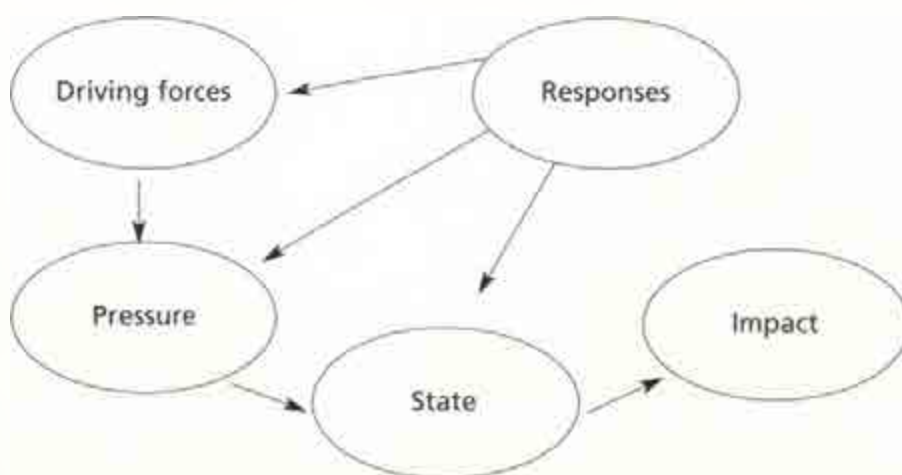 Driving forces
Responses
Pressure
Impact
State